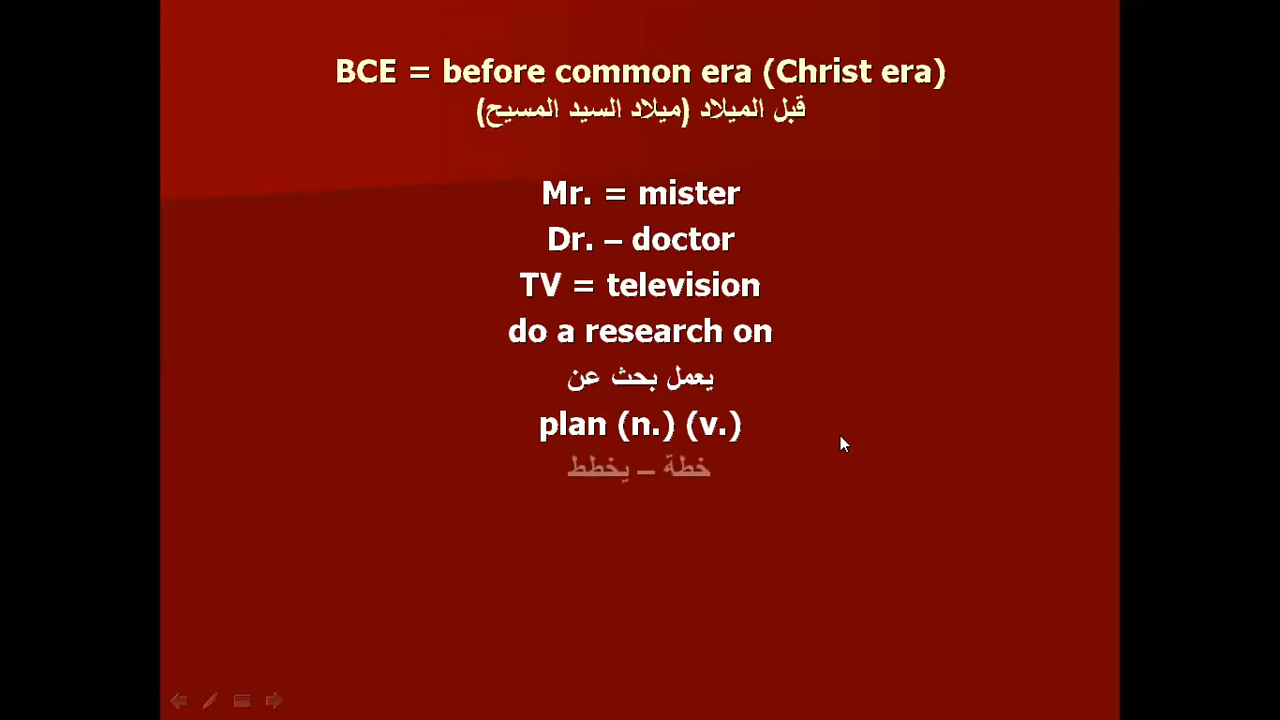 BCE = before common era (Christ era)
قبل الميلاد (ميلاد السيد المسيح)
Mr. = mister
Dr. – doctor
TV = television
do a research on
يعمل بحث عن
plan (n.) (v.)
خطة – يِخطط